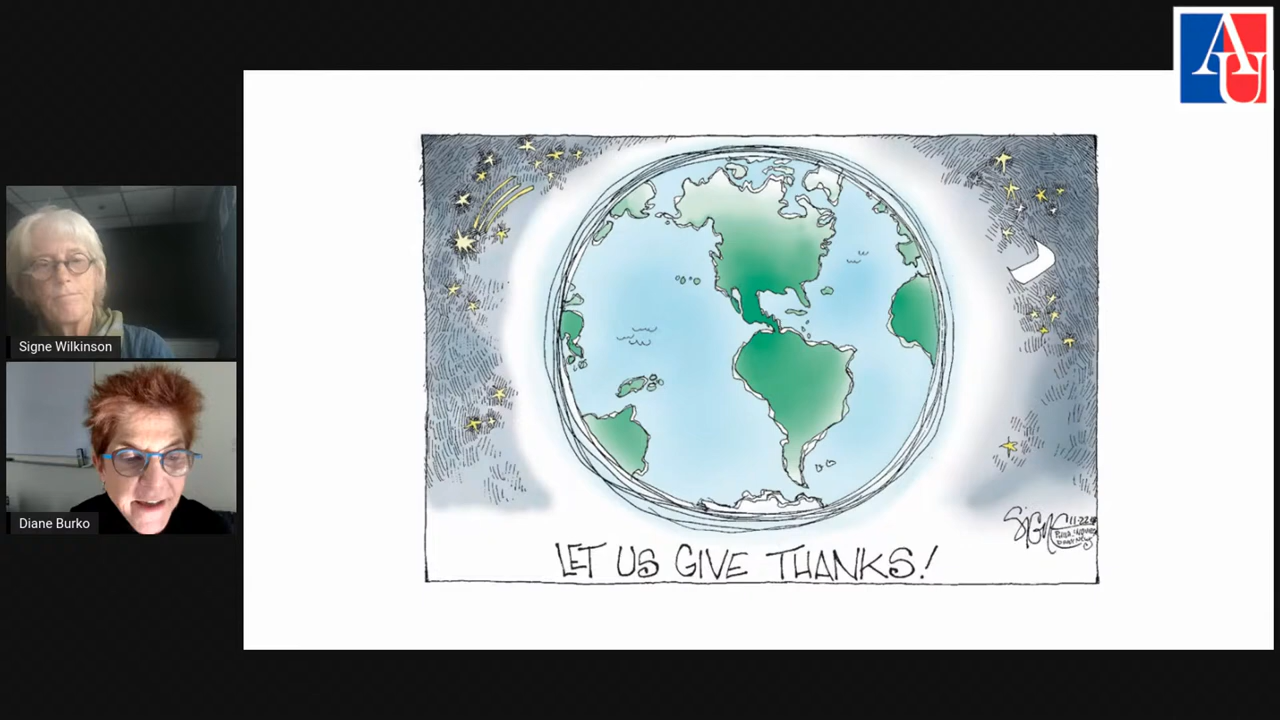 AU
Signe Wilkinson
Diane Burko
Signe
LET US GIVE THANKS!